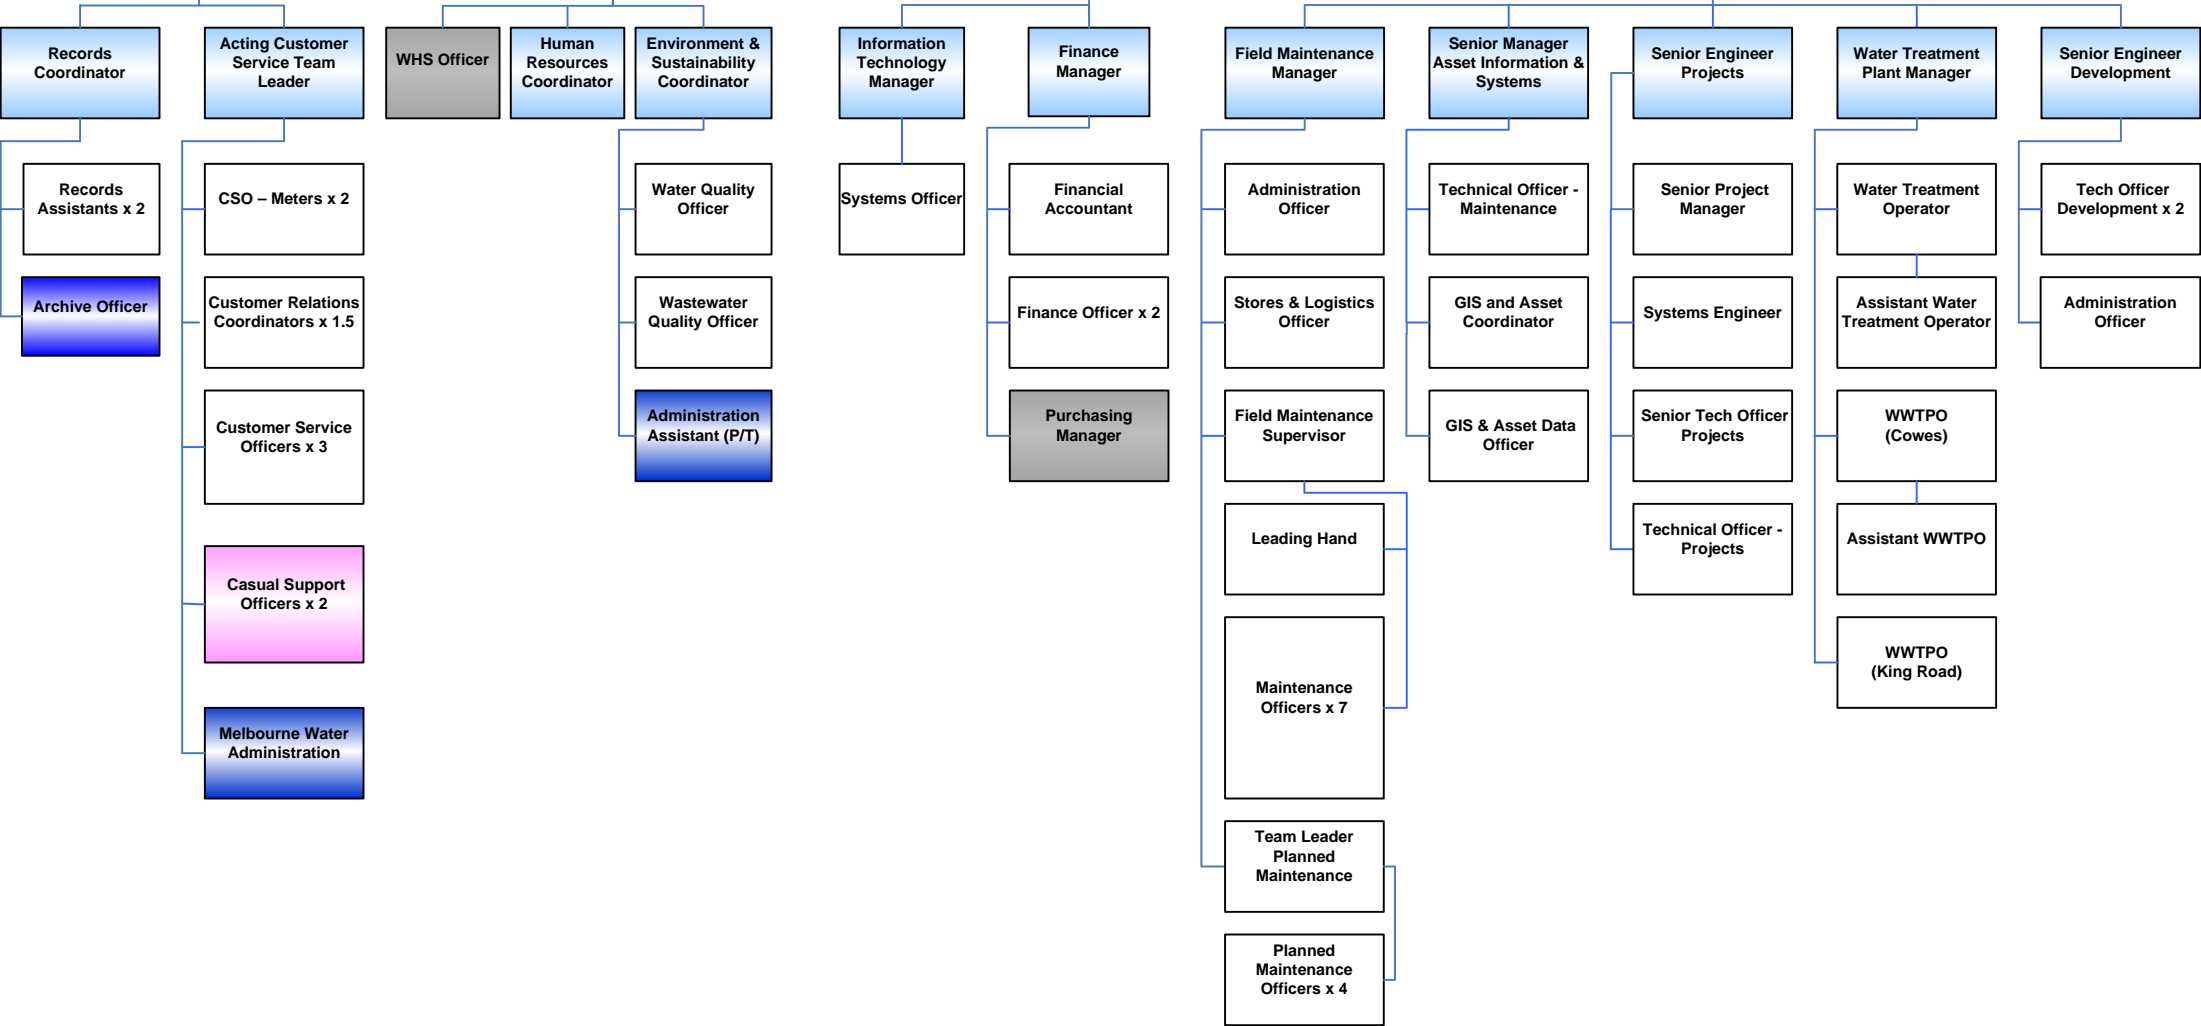 Records
Coordinator
Acting Customer
Service Team
Leader
WHS Officer
Human
Resources
Coordinator
Environment &
Sustainability
Coordinator
Information
Technology
Manager
Finance
Manager
Field Maintenance
Manager
Senior Manager
Asset Information &
Systems
Senior Engineer
Projects
Water Treatment
Plant Manager
Senior Engineer
Development
Records
Assistants x 2
CSO – Meters x 2
Water Quality
Officer
Systems Officer
Financial
Accountant
Administration
Officer
Technical Officer -
Maintenance
Senior Project
Manager
Water Treatment
Operator
Tech Officer
Development x 2
Archive Officer
Customer Relations
Coordinators x 1.5
Wastewater
Quality Officer
Finance Officer x 2
Stores & Logistics
Officer
GIS and Asset
Coordinator
Systems Engineer
Assistant Water
Treatment Operator
Administration
Officer
Customer Service
Officers x 3
Administration
Assistant (P/T)
Purchasing
Manager
Field Maintenance
Supervisor
GIS & Asset Data
Officer
Senior Tech Officer
Projects
WWTPO
(Cowes)
Leading Hand
Technical Officer -
Projects
Assistant WWTPO
Casual Support
Officers x 2
Maintenance
Officers x 7
WWTPO
(King Road)
Melbourne Water
Administration
Team Leader
Planned
Maintenance
Planned
Maintenance
Officers x 4